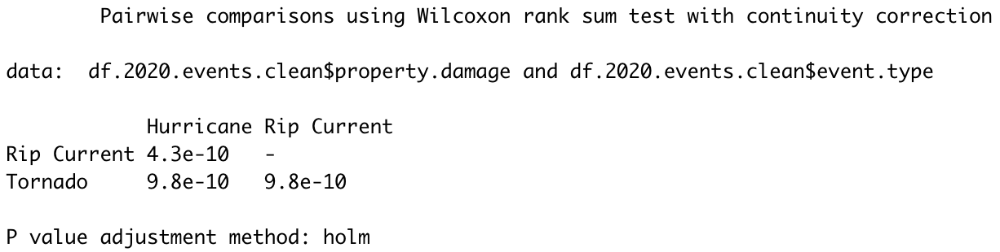 Pairwise comparisons using Wilcoxon rank sum test with continuity correction
data:  df.2020.events.clean$property.damage and df.2020.events.clean$event.type
Hurricane Rip Current
Rip Current 4.3e-10   -
Tornado     9.8e-10   9.8e-10
P value adjustment method: holm